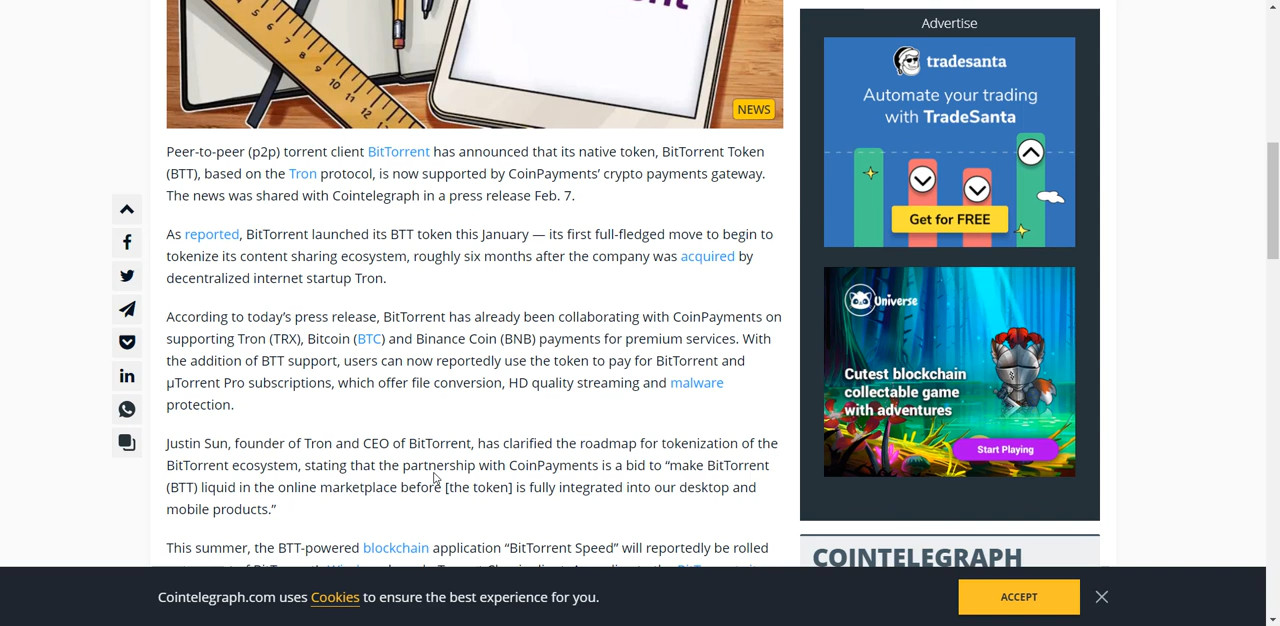 12
11
10
9
8
7
6
NEWS
Peer-to-peer (p2p) torrent client BitTorrent has announced that its native token, BitTorrent Token
(BTT), based on the Tron protocol, is now supported by CoinPayments’ crypto payments gateway.
The news was shared with Cointelegraph in a press release Feb. 7.
As reported, BitTorrent launched its BTT token this January — its first full-fledged move to begin to
tokenize its content sharing ecosystem, roughly six months after the company was acquired by
decentralized internet startup Tron.
According to today’s press release, BitTorrent has already been collaborating with CoinPayments on
supporting Tron (TRX), Bitcoin (BTC) and Binance Coin (BNB) payments for premium services. With
the addition of BTT support, users can now reportedly use the token to pay for BitTorrent and
µTorrent Pro subscriptions, which offer file conversion, HD quality streaming and malware
protection.
Justin Sun, founder of Tron and CEO of BitTorrent, has clarified the roadmap for tokenization of the
BitTorrent ecosystem, stating that the partnership with CoinPayments is a bid to “make BitTorrent
(BTT) liquid in the online marketplace before [the token] is fully integrated into our desktop and
mobile products.”
This summer, the BTT-powered blockchain application “BitTorrent Speed” will reportedly be rolled
Advertise
tradesanta
Automate your trading
with TradeSanta
Get for FREE
Universe
Cutest blockchain
collectable game
with adventures
Start Playing
COINTELEGRAPH
Cointelegraph.com uses Cookies to ensure the best experience for you.
ACCEPT